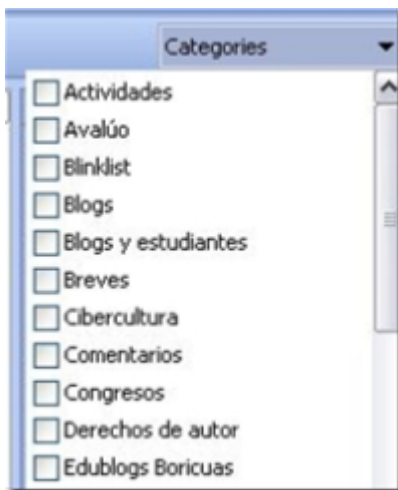 Categories
Actividades
Avalúo
Blinklist
Blogs
Blogs y estudiantes
Breves
Cibercultura
Comentarios
Congresos
Derechos de autor
Edublogs Boricuas